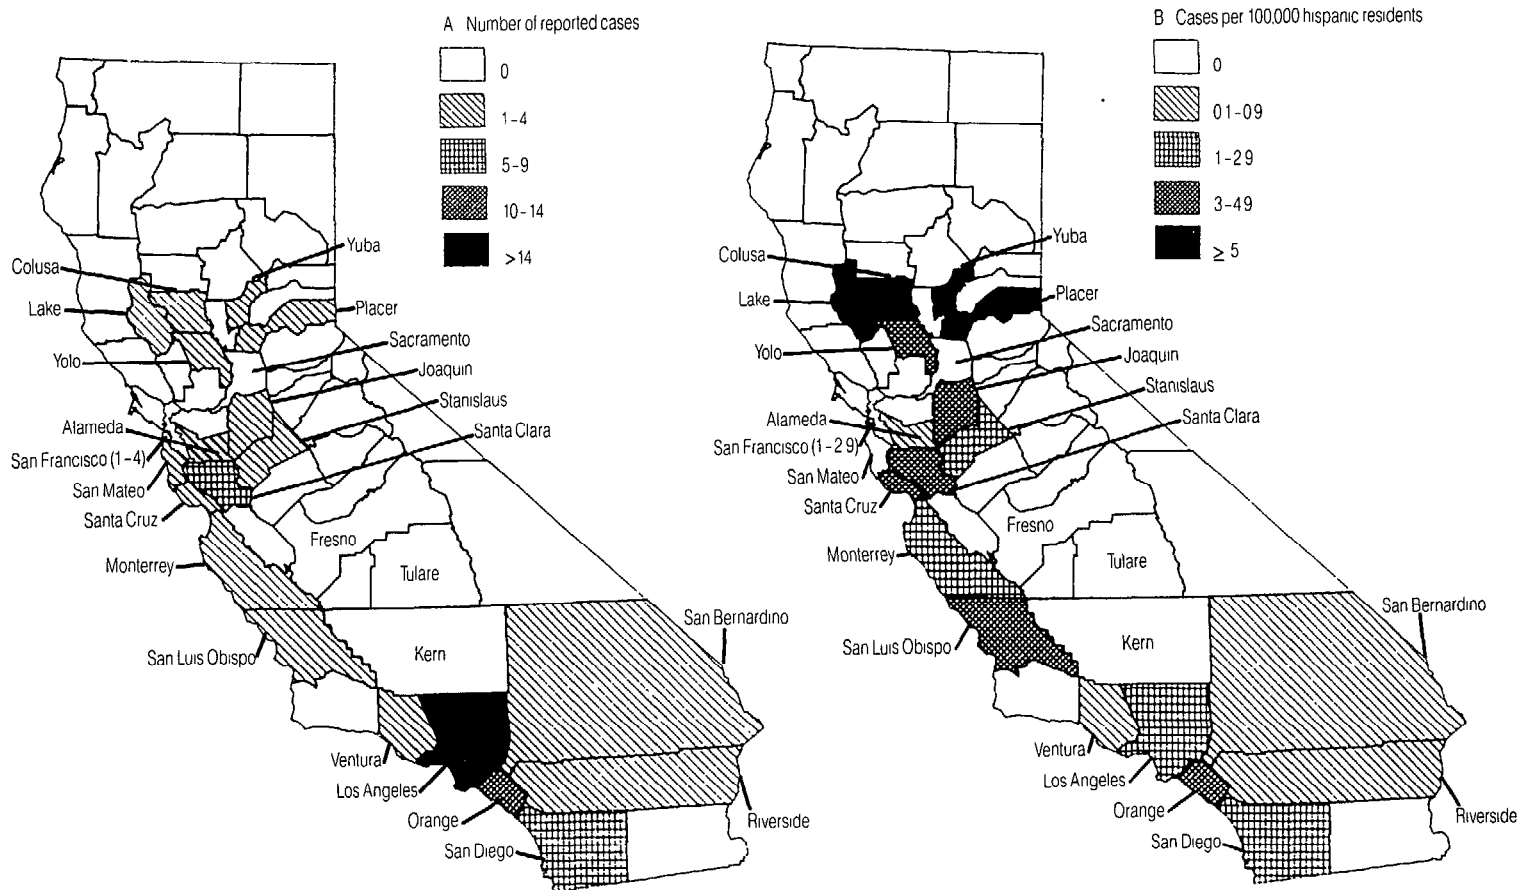 A Number of reported cases
0
1-4
5-9
10-14
>14
Yuba
Colusa
Lake
Placer
Yolo
Sacramento
Joaquin
Stanislaus
Alameda
Santa Clara
San Francisco (1-4)
San Mateo
Santa Cruz
Fresno
Monterrey
Tulare
San Bernardino
San Luis Obispo
Kern
Ventura
Los Angeles
Orange
Riverside
San Diego
B Cases per 100,000 hispanic residents
0
01-09
1-29
3-49
≥ 5
Yuba
Colusa
Lake
Placer
Sacramento
Yolo
Joaquin
Stanislaus
Alameda
Santa Clara
San Francisco (1-29)
San Mateo
Santa Cruz
Fresno
Monterrey
Tulare
San Bernardino
San Luis Obispo
Kern
Ventura
Los Angeles
Orange
Riverside
San Diego